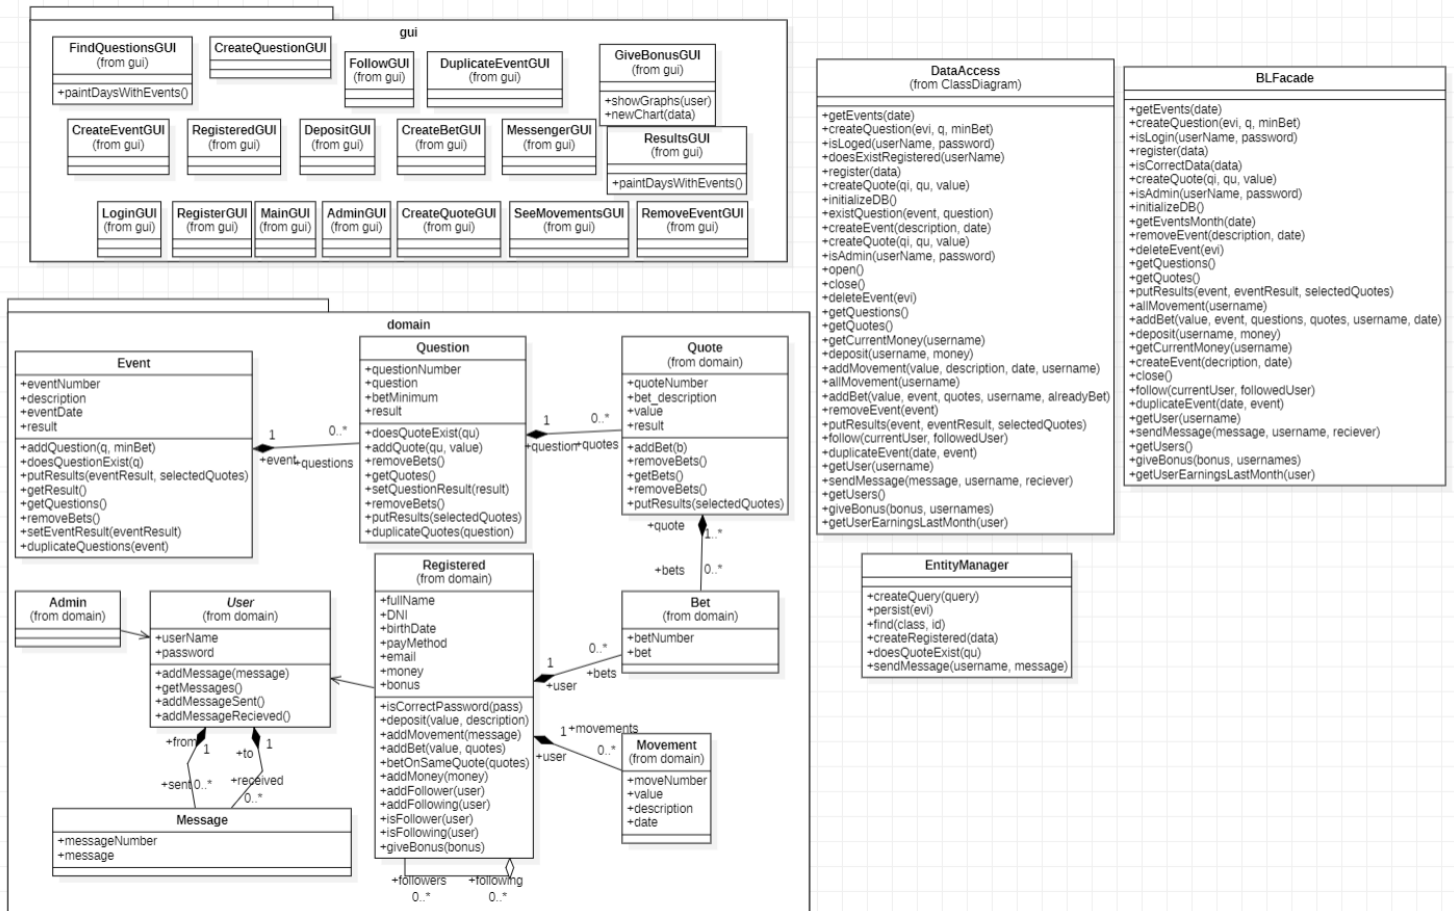 gui
FindQuestionsGUI
(from gui)
+paintDaysWithEvents()
CreateQuestionGUI
FollowGUI
(from gui)
DuplicateEventGUI
(from gui)
GiveBonusGUI
(from gui)
+showGraphs(user)
+newChart(data)
CreateEventGUI
(from gui)
RegisteredGUI
(from gui)
DepositGUI
(from gui)
CreateBetGUI
(from gui)
MessengerGUI
(from gui)
ResultsGUI
(from gui)
+paintDaysWithEvents()
LoginGUI
(from gui)
RegisterGUI
(from gui)
MainGUI
(from gui)
AdminGUI
(from gui)
CreateQuoteGUI
(from gui)
SeeMovementsGUI
(from gui)
RemoveEventGUI
(from gui)
DataAccess
(from ClassDiagram)
+getEvents(date)
+createQuestion(evi, q, minBet)
+isLoged(userName, password)
+doesExistRegistered(userName)
+register(data)
+createQuote(qi, qu, value)
+initializeDB()
+existQuestion(event, question)
+createEvent(description, date)
+createQuote(qi, qu, value)
+isAdmin(userName, password)
+open()
+close()
+deleteEvent(evi)
+getQuestions()
+getQuotes()
+getCurrentMoney(username)
+deposit(username, money)
+addMovement(value, description, date, username)
+allMovement(username)
+addBet(value, event, quotes, username, alreadyBet)
+removeEvent(event)
+putResults(event, eventResult, selectedQuotes)
+follow(currentUser, followedUser)
+duplicateEvent(date, event)
+getUser(username)
+sendMessage(message, username, reciever)
+getUsers()
+giveBonus(bonus, usernames)
+getUserEarningsLastMonth(user)
BLFacade
+getEvents(date)
+createQuestion(evi, q, minBet)
+isLogin(userName, password)
+register(data)
+isCorrectData(data)
+createQuote(qi, qu, value)
+isAdmin(userName, password)
+initializeDB()
+getEventsMonth(date)
+removeEvent(description, date)
+deleteEvent(evi)
+getQuestions()
+getQuotes()
+putResults(event, eventResult, selectedQuotes)
+allMovement(username)
+addBet(value, event, questions, quotes, username, date)
+deposit(username, money)
+getCurrentMoney(username)
+createEvent(decription, date)
+close()
+follow(currentUser, followedUser)
+duplicateEvent(date, event)
+getUser(username)
+sendMessage(message, username, reciever)
+getUsers()
+giveBonus(bonus, usernames)
+getUserEarningsLastMonth(user)
EntityManager
+createQuery(query)
+persist(evi)
+find(class, id)
+createRegistered(data)
+doesQuoteExist(qu)
+sendMessage(username, message)
domain
Event
+eventNumber
+description
+eventDate
+result
+addQuestion(q, minBet)
+doesQuestionExist(q)
+putResults(eventResult, selectedQuotes)
+getResult()
+getQuestions()
+removeBets()
+setEventResult(eventResult)
+duplicateQuestions(event)
1
0..*
+event
+questions
Question
+questionNumber
+question
+betMinimum
+result
+doesQuoteExist(qu)
+addQuote(qu, value)
+removeBets()
+getQuotes()
+setQuestionResult(result)
+removeBets()
+putResults(selectedQuotes)
+duplicateQuotes(question)
1
0..*
+question
+quotes
Quote
(from domain)
+quoteNumber
+bet_description
+value
+result
+addBet(b)
+removeBets()
+getBets()
+removeBets()
+putResults(selectedQuotes)
+quote
1..*
+bets
0..*
Admin
(from domain)
User
(from domain)
+userName
+password
+addMessage(message)
+getMessages()
+addMessageSent()
+addMessageRecieved()
+from
1
+to
1
+sent
0..*
+received
0..*
Message
+messageNumber
+message
Registered
(from domain)
+fullName
+DNI
+birthDate
+payMethod
+email
+money
+bonus
+isCorrectPassword(pass)
+deposit(value, description)
+addMovement(message)
+addBet(value, quotes)
+betOnSameQuote(quotes)
+addMoney(money)
+addFollower(user)
+addFollowing(user)
+isFollower(user)
+isFollowing(user)
+giveBonus(bonus)
+followers
0..*
+following
0..*
1
0..*
+user
+bets
Bet
(from domain)
+betNumber
+bet
1
+movements
+user
0..*
Movement
(from domain)
+moveNumber
+value
+description
+date